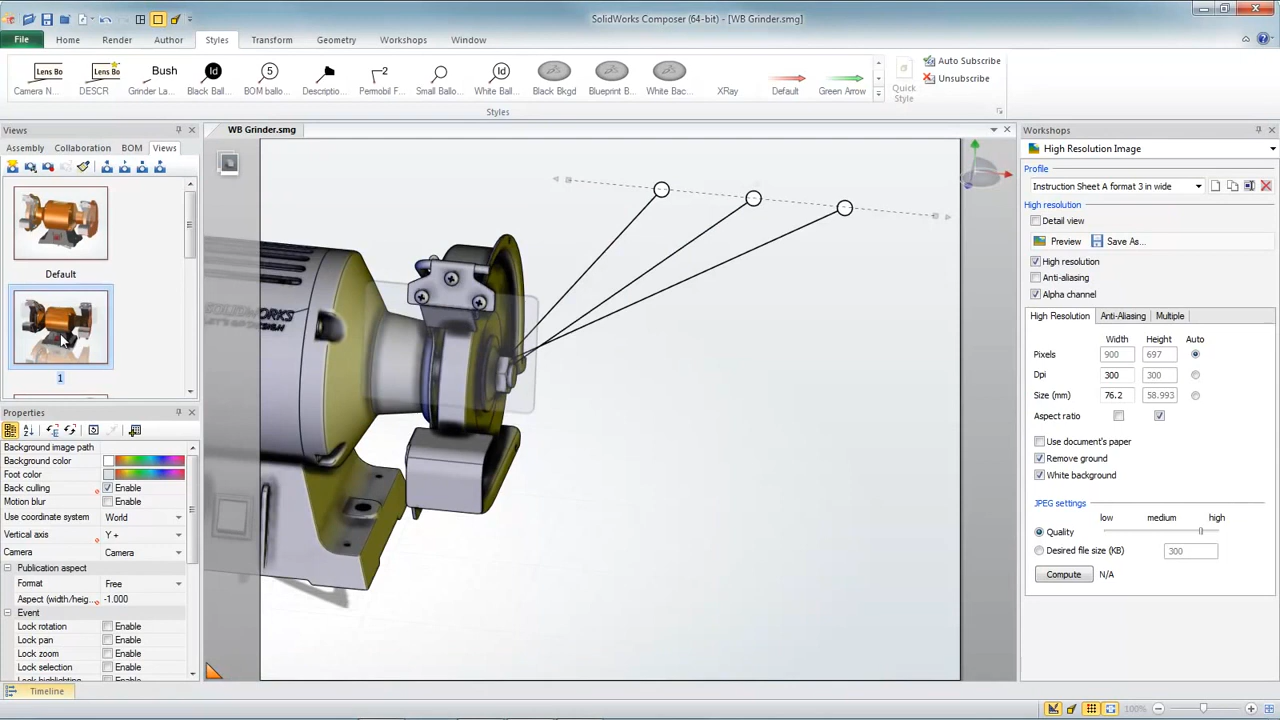 SolidWorks Composer (64-bit) - [WB Grinder.smg]
File Home Render Author Styles Transform Geometry Workshops Window
Lens Bo Lens Bo Bush Id 5 2 Id
Camera N... DESCR Grinder La... Black Ball... BOM ballo... Descriptio... Permobil F... Small Ballo... White Ball... Black Bkgd Blueprint B... White Bac... XRay Default Green Arrow
Quick Style
Auto Subscribe
Unsubscribe
Styles
Views
Assembly Collaboration BOM Views
Default
1
Properties
Background image path
Background color
Foot color
Back culling Enable
Motion blur Enable
Use coordinate system World
Vertical axis Y +
Camera Camera
Publication aspect
Format Free
Aspect (width/heig... -1.000
Event
Lock rotation Enable
Lock pan Enable
Lock zoom Enable
Lock selection Enable
Timeline
WB Grinder.smg
SOLIDWORKS
LET'S GO DESIGN
Workshops
High Resolution Image
Profile
Instruction Sheet A format 3 in wide
High resolution
Detail view
Preview Save As...
High resolution
Anti-aliasing
Alpha channel
High Resolution Anti-Aliasing Multiple
Width Height Auto
Pixels 900 697
Dpi 300 300
Size (mm) 76.2 58.993
Aspect ratio
Use document's paper
Remove ground
White background
JPEG settings
low medium high
Quality
Desired file size (KB) 300
Compute N/A
100%